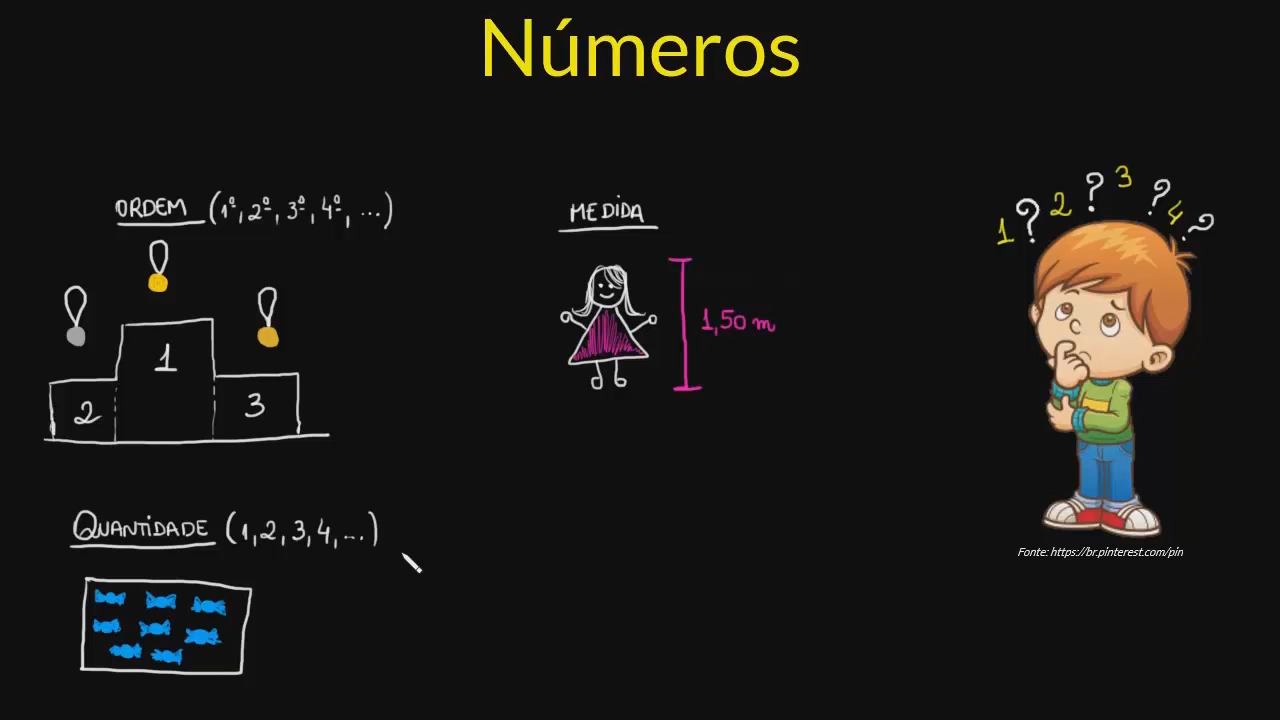 Números
ORDEM (1º, 2º, 3º, 4º, ...)
1
2
3
MEDIDA
1,50 m
QUANTIDADE (1, 2, 3, 4, ...)
1 ? 2 ? 3 ? 4 ?
Fonte: https://br.pinterest.com/pin